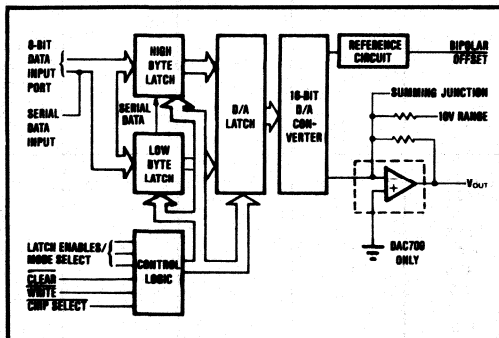 8-BIT
DATA
INPUT
PORT
SERIAL
DATA
INPUT
HIGH
BYTE
LATCH
SERIAL
DATA
LOW
BYTE
LATCH
D/A
LATCH
16-BIT
D/A
CON-
VERTER
REFERENCE
CIRCUIT
BIPOLAR
OFFSET
SUMMING JUNCTION
10V RANGE
VOUT
DAC709
ONLY
LATCH ENABLES/
MODE SELECT
CLEAR
WRITE
CHIP SELECT
CONTROL
LOGIC